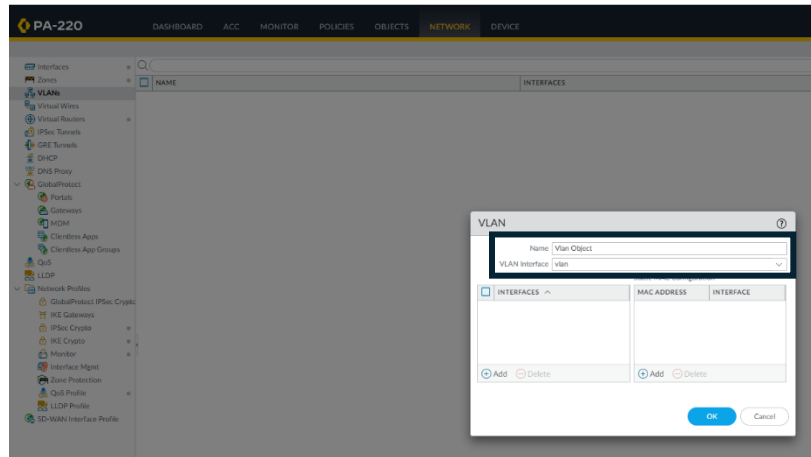 PA-220
DASHBOARD ACC MONITOR POLICIES OBJECTS NETWORK DEVICE
Interfaces
Zones
VLANs
Virtual Wires
Virtual Routers
IPSec Tunnels
GRE Tunnels
DHCP
DNS Proxy
GlobalProtect
Portals
Gateways
MDM
Clientless Apps
Clientless App Groups
QoS
LLDP
Network Profiles
GlobalProtect IPSec Crypto
IKE Gateways
IPSec Crypto
IKE Crypto
Monitor
Interface Mgmt
Zone Protection
QoS Profile
LLDP Profile
SD-WAN Interface Profile
NAME INTERFACES
VLAN
Name Vlan Object
VLAN Interface vlan
INTERFACES
Add Delete
MAC ADDRESS INTERFACE
Add Delete
OK Cancel